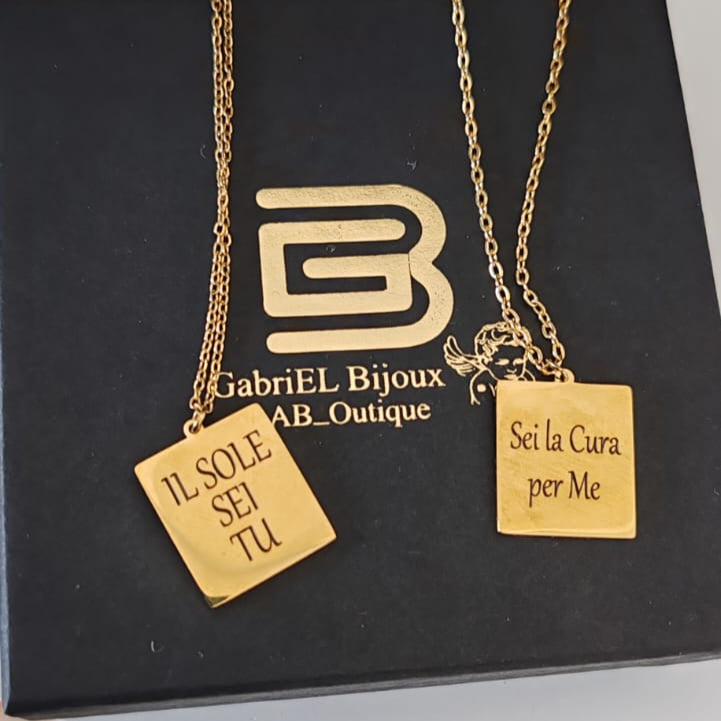 GabriEL Bijoux
AB_Outique
IL SOLE
SEI
TU
Sei la Cura
per Me